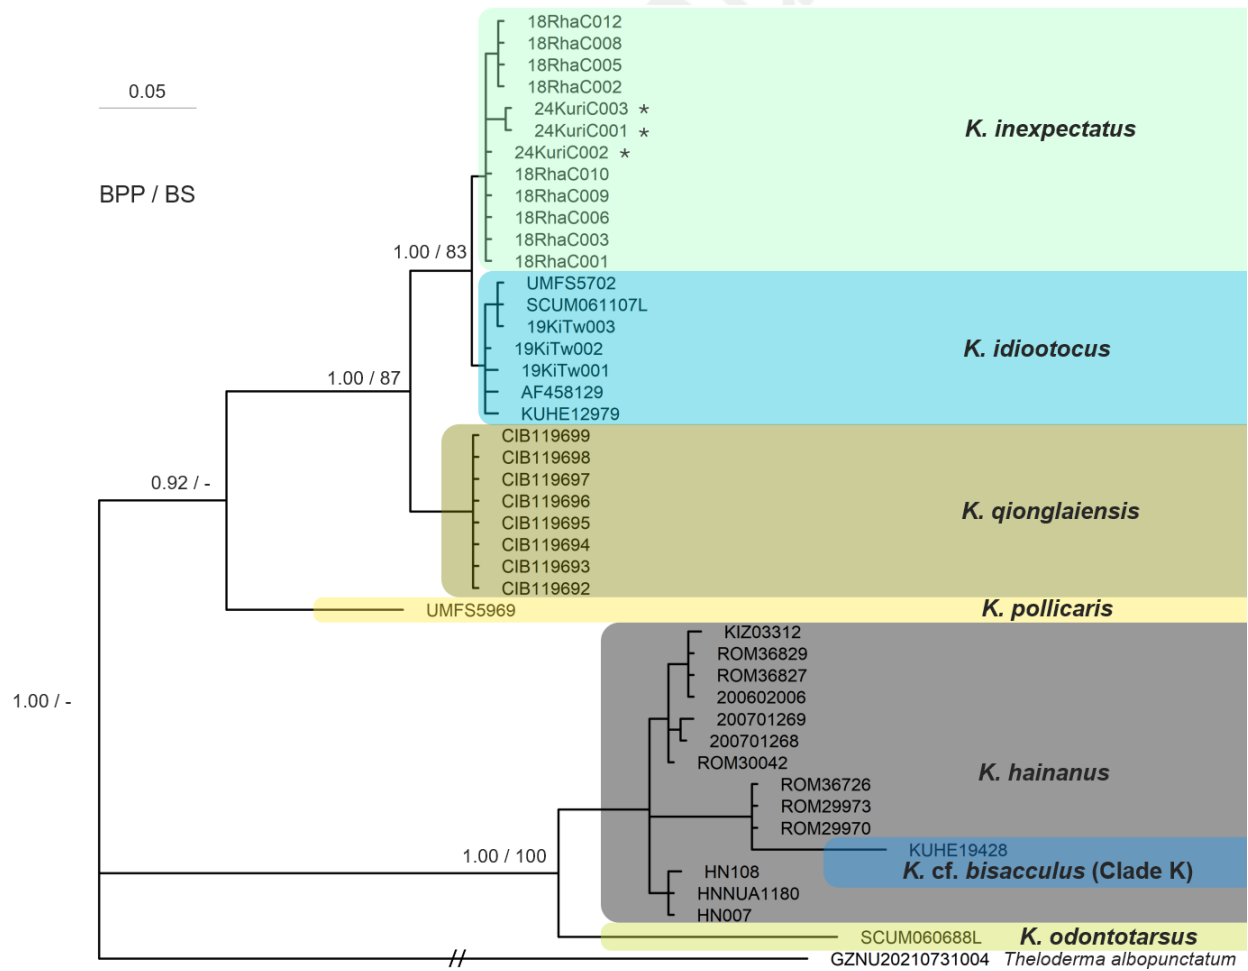 18RhaC012
18RhaC008
0.05
18RhaC005
18RhaC002
24KuriC003 *
24KuriC001 *
K. inexpectatus
24KuriC002 *
18RhaC010
BPP / BS
18RhaC009
18RhaC006
18RhaC003
1.00 / 83
18RhaC001
UMFS5702
SCUM061107L
19KiTw003
19KiTw002
K. idiootocus
19KiTw001
1.00 / 87
AF458129
KUHE12979
CIB119699
CIB119698
CIB119697
0.92 / -
CIB119696
K. qionglaiensis
CIB119695
CIB119694
CIB119693
CIB119692
UMFS5969
K. pollicaris
KIZ03312
ROM36829
ROM36827
200602006
1.00 / -
200701269
200701268
ROM30042
K. hainanus
ROM36726
ROM29973
ROM29970
KUHE19428
1.00 / 100
HN108
K. cf. bisacculus (Clade K)
HNNUA1180
HN007
SCUM060688L
K. odontotarsus
//
GZNU20210731004 Theloderma albopunctatum